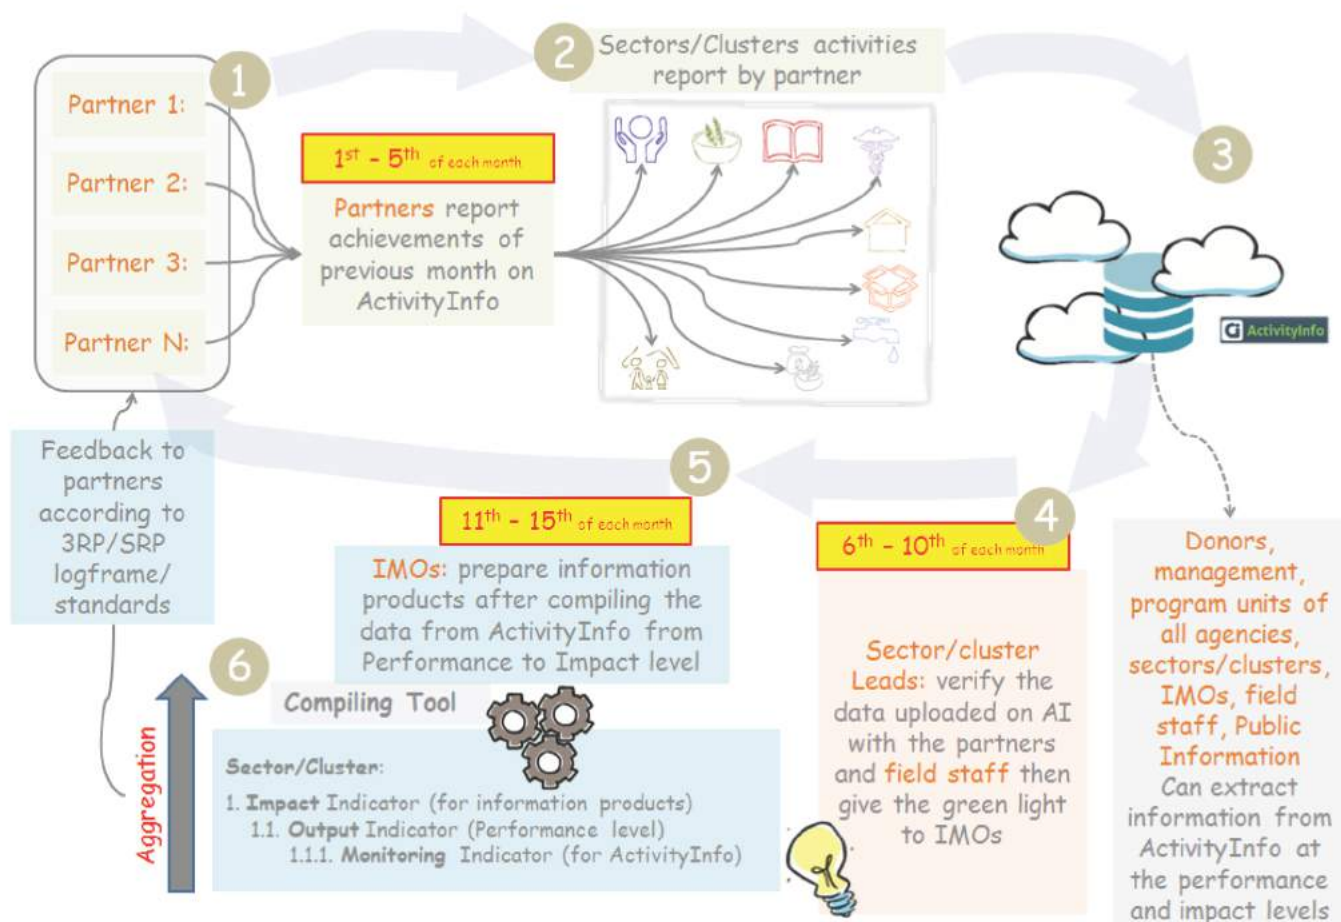 1
Partner 1:
Partner 2:
Partner 3:
Partner N:
1st - 5th of each month
Partners report
achievements of
previous month on
ActivityInfo
2
Sectors/Clusters activities
report by partner
3
ActivityInfo
4
6th - 10th of each month
Sector/cluster
Leads: verify the
data uploaded on AI
with the partners
and field staff then
give the green light
to IMOs
Donors,
management,
program units of
all agencies,
sectors/clusters,
IMOs, field
staff, Public
Information
Can extract
information from
ActivityInfo at
the performance
and impact levels
5
11th - 15th of each month
IMOs: prepare information
products after compiling the
data from ActivityInfo from
Performance to Impact level
6
Compiling Tool
Sector/Cluster:
1. Impact Indicator (for information products)
1.1. Output Indicator (Performance level)
1.1.1. Monitoring Indicator (for ActivityInfo)
Aggregation
Feedback to
partners
according to
3RP/SRP
logframe/
standards